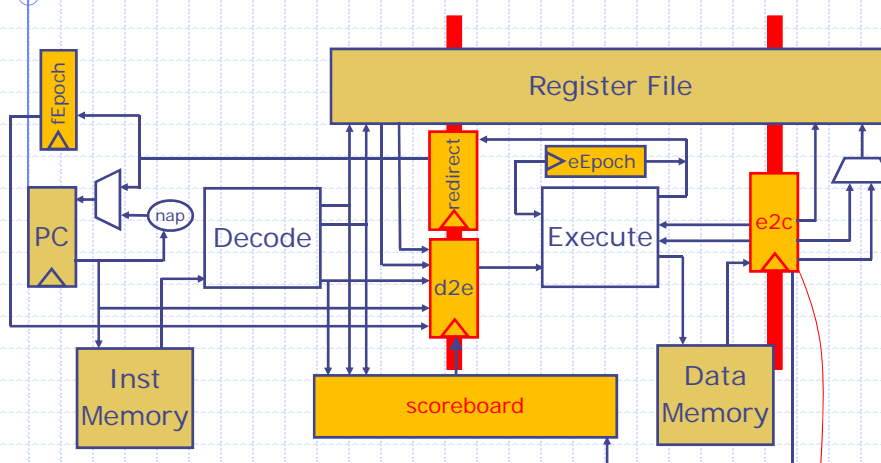 Register File
fEpoch
redirect
eEpoch
PC
nap
Decode
Execute
e2c
d2e
Inst
Memory
scoreboard
Data
Memory